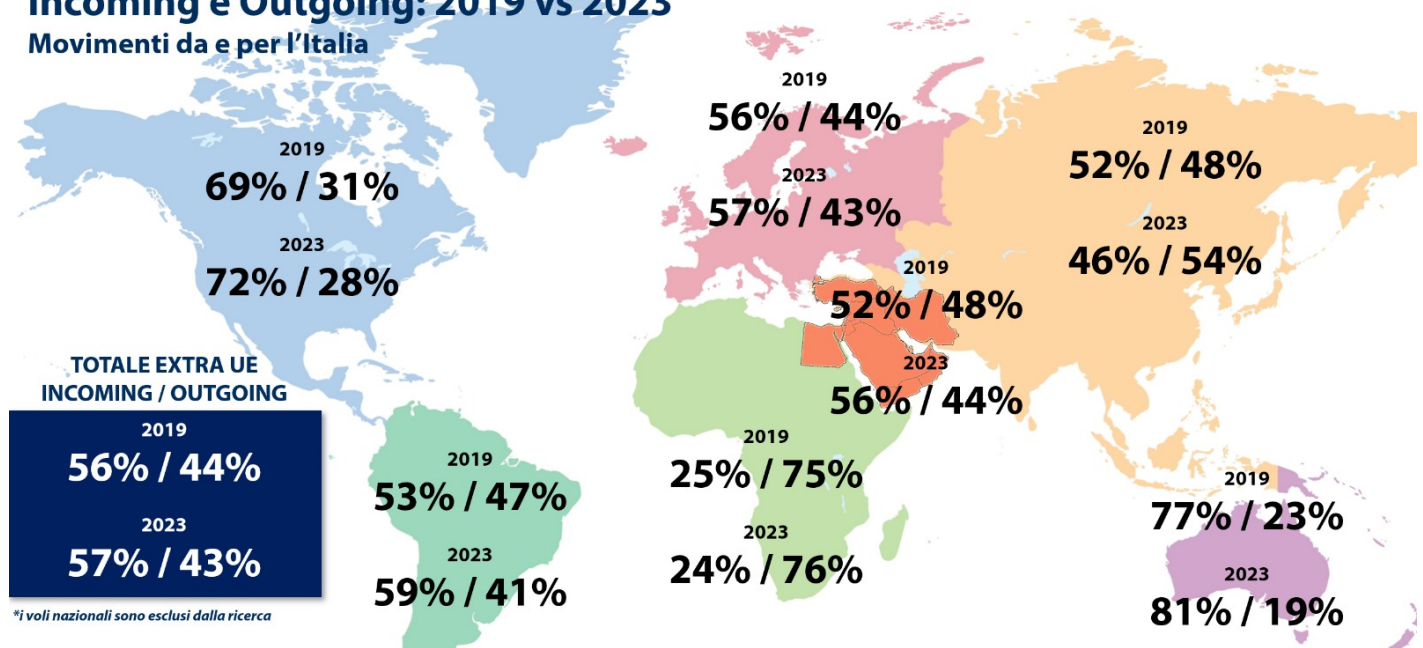 Incoming e Outgoing: 2019 vs 2023
Movimenti da e per l'Italia
2019
69% / 31%
2023
72% / 28%
2019
56% / 44%
2023
57% / 43%
2019
52% / 48%
2023
46% / 54%
2019
52% / 48%
2023
56% / 44%
TOTALE EXTRA UE
INCOMING / OUTGOING
2019
56% / 44%
2023
57% / 43%
*i voli nazionali sono esclusi dalla ricerca
2019
53% / 47%
2023
59% / 41%
2019
25% / 75%
2023
24% / 76%
2019
77% / 23%
2023
81% / 19%